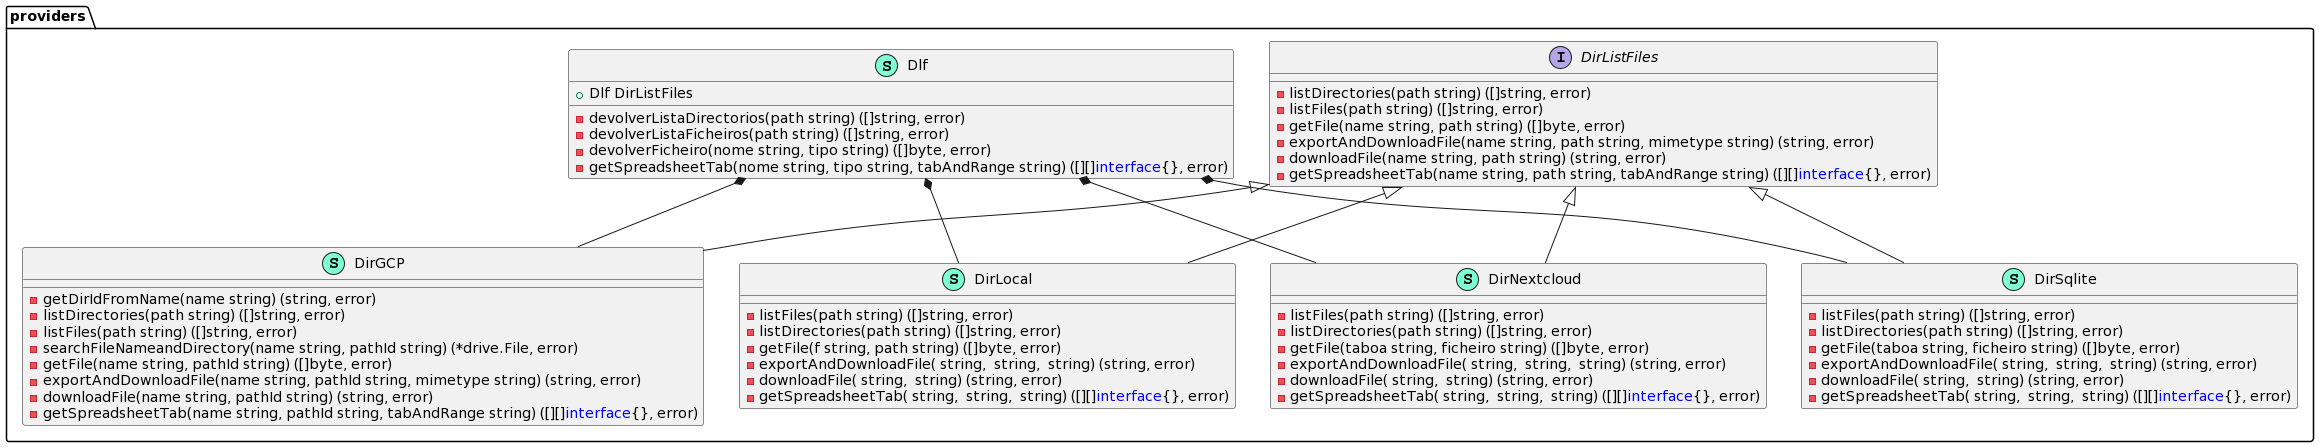 providers
S Dlf
Dlf DirListFiles
devolverListaDirectorios(path string) ([]string, error)
devolverListaFicheiros(path string) ([]string, error)
devolverFicheiro(nome string, tipo string) ([]byte, error)
getSpreadsheetTab(nome string, tipo string, tabAndRange string) ([][]interface{}, error)
I DirListFiles
listDirectories(path string) ([]string, error)
listFiles(path string) ([]string, error)
getFile(name string, path string) ([]byte, error)
exportAndDownloadFile(name string, path string, mimetype string) (string, error)
downloadFile(name string, path string) (string, error)
getSpreadsheetTab(name string, path string, tabAndRange string) ([][]interface{}, error)
S DirGCP
getDirIdFromName(name string) (string, error)
listDirectories(path string) ([]string, error)
listFiles(path string) ([]string, error)
searchFileNameandDirectory(name string, pathId string) (*drive.File, error)
getFile(name string, pathId string) ([]byte, error)
exportAndDownloadFile(name string, pathId string, mimetype string) (string, error)
downloadFile(name string, pathId string) (string, error)
getSpreadsheetTab(name string, pathId string, tabAndRange string) ([][]interface{}, error)
S DirLocal
listFiles(path string) ([]string, error)
listDirectories(path string) ([]string, error)
getFile(f string, path string) ([]byte, error)
exportAndDownloadFile( string,  string,  string) (string, error)
downloadFile( string,  string) (string, error)
getSpreadsheetTab( string,  string,  string) ([][]interface{}, error)
S DirNextcloud
listFiles(path string) ([]string, error)
listDirectories(path string) ([]string, error)
getFile(taboa string, ficheiro string) ([]byte, error)
exportAndDownloadFile( string,  string,  string) (string, error)
downloadFile( string,  string) (string, error)
getSpreadsheetTab( string,  string,  string) ([][]interface{}, error)
S DirSqlite
listFiles(path string) ([]string, error)
listDirectories(path string) ([]string, error)
getFile(taboa string, ficheiro string) ([]byte, error)
exportAndDownloadFile( string,  string,  string) (string, error)
downloadFile( string,  string) (string, error)
getSpreadsheetTab( string,  string,  string) ([][]interface{}, error)